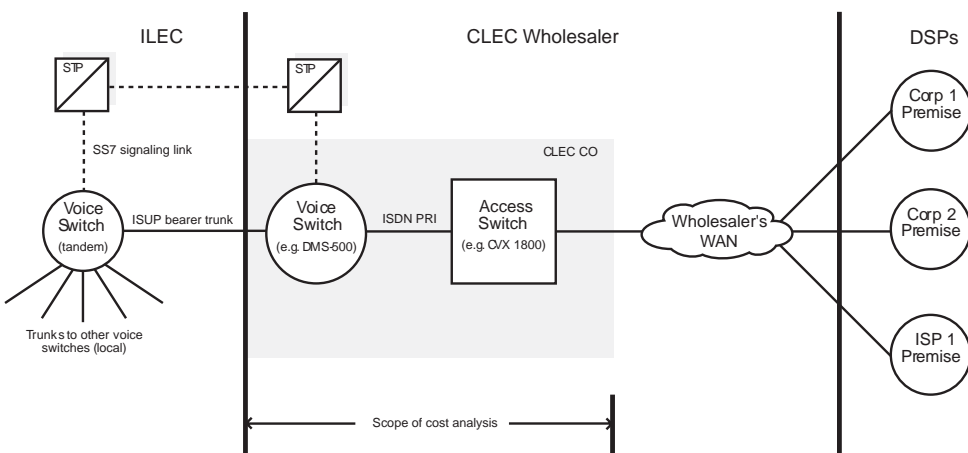 ILEC
CLEC Wholesaler
DSPs
STP
STP
Corp 1
Premise
SS7 signaling link
CLEC CO
Voice
Switch
(tandem)
ISUP bearer trunk
Voice
Switch
(e.g. DMS-500)
ISDN PRI
Access
Switch
(e.g. CVX 1800)
Wholesaler's
WAN
Corp 2
Premise
Trunks to other voice
switches (local)
ISP 1
Premise
Scope of cost analysis